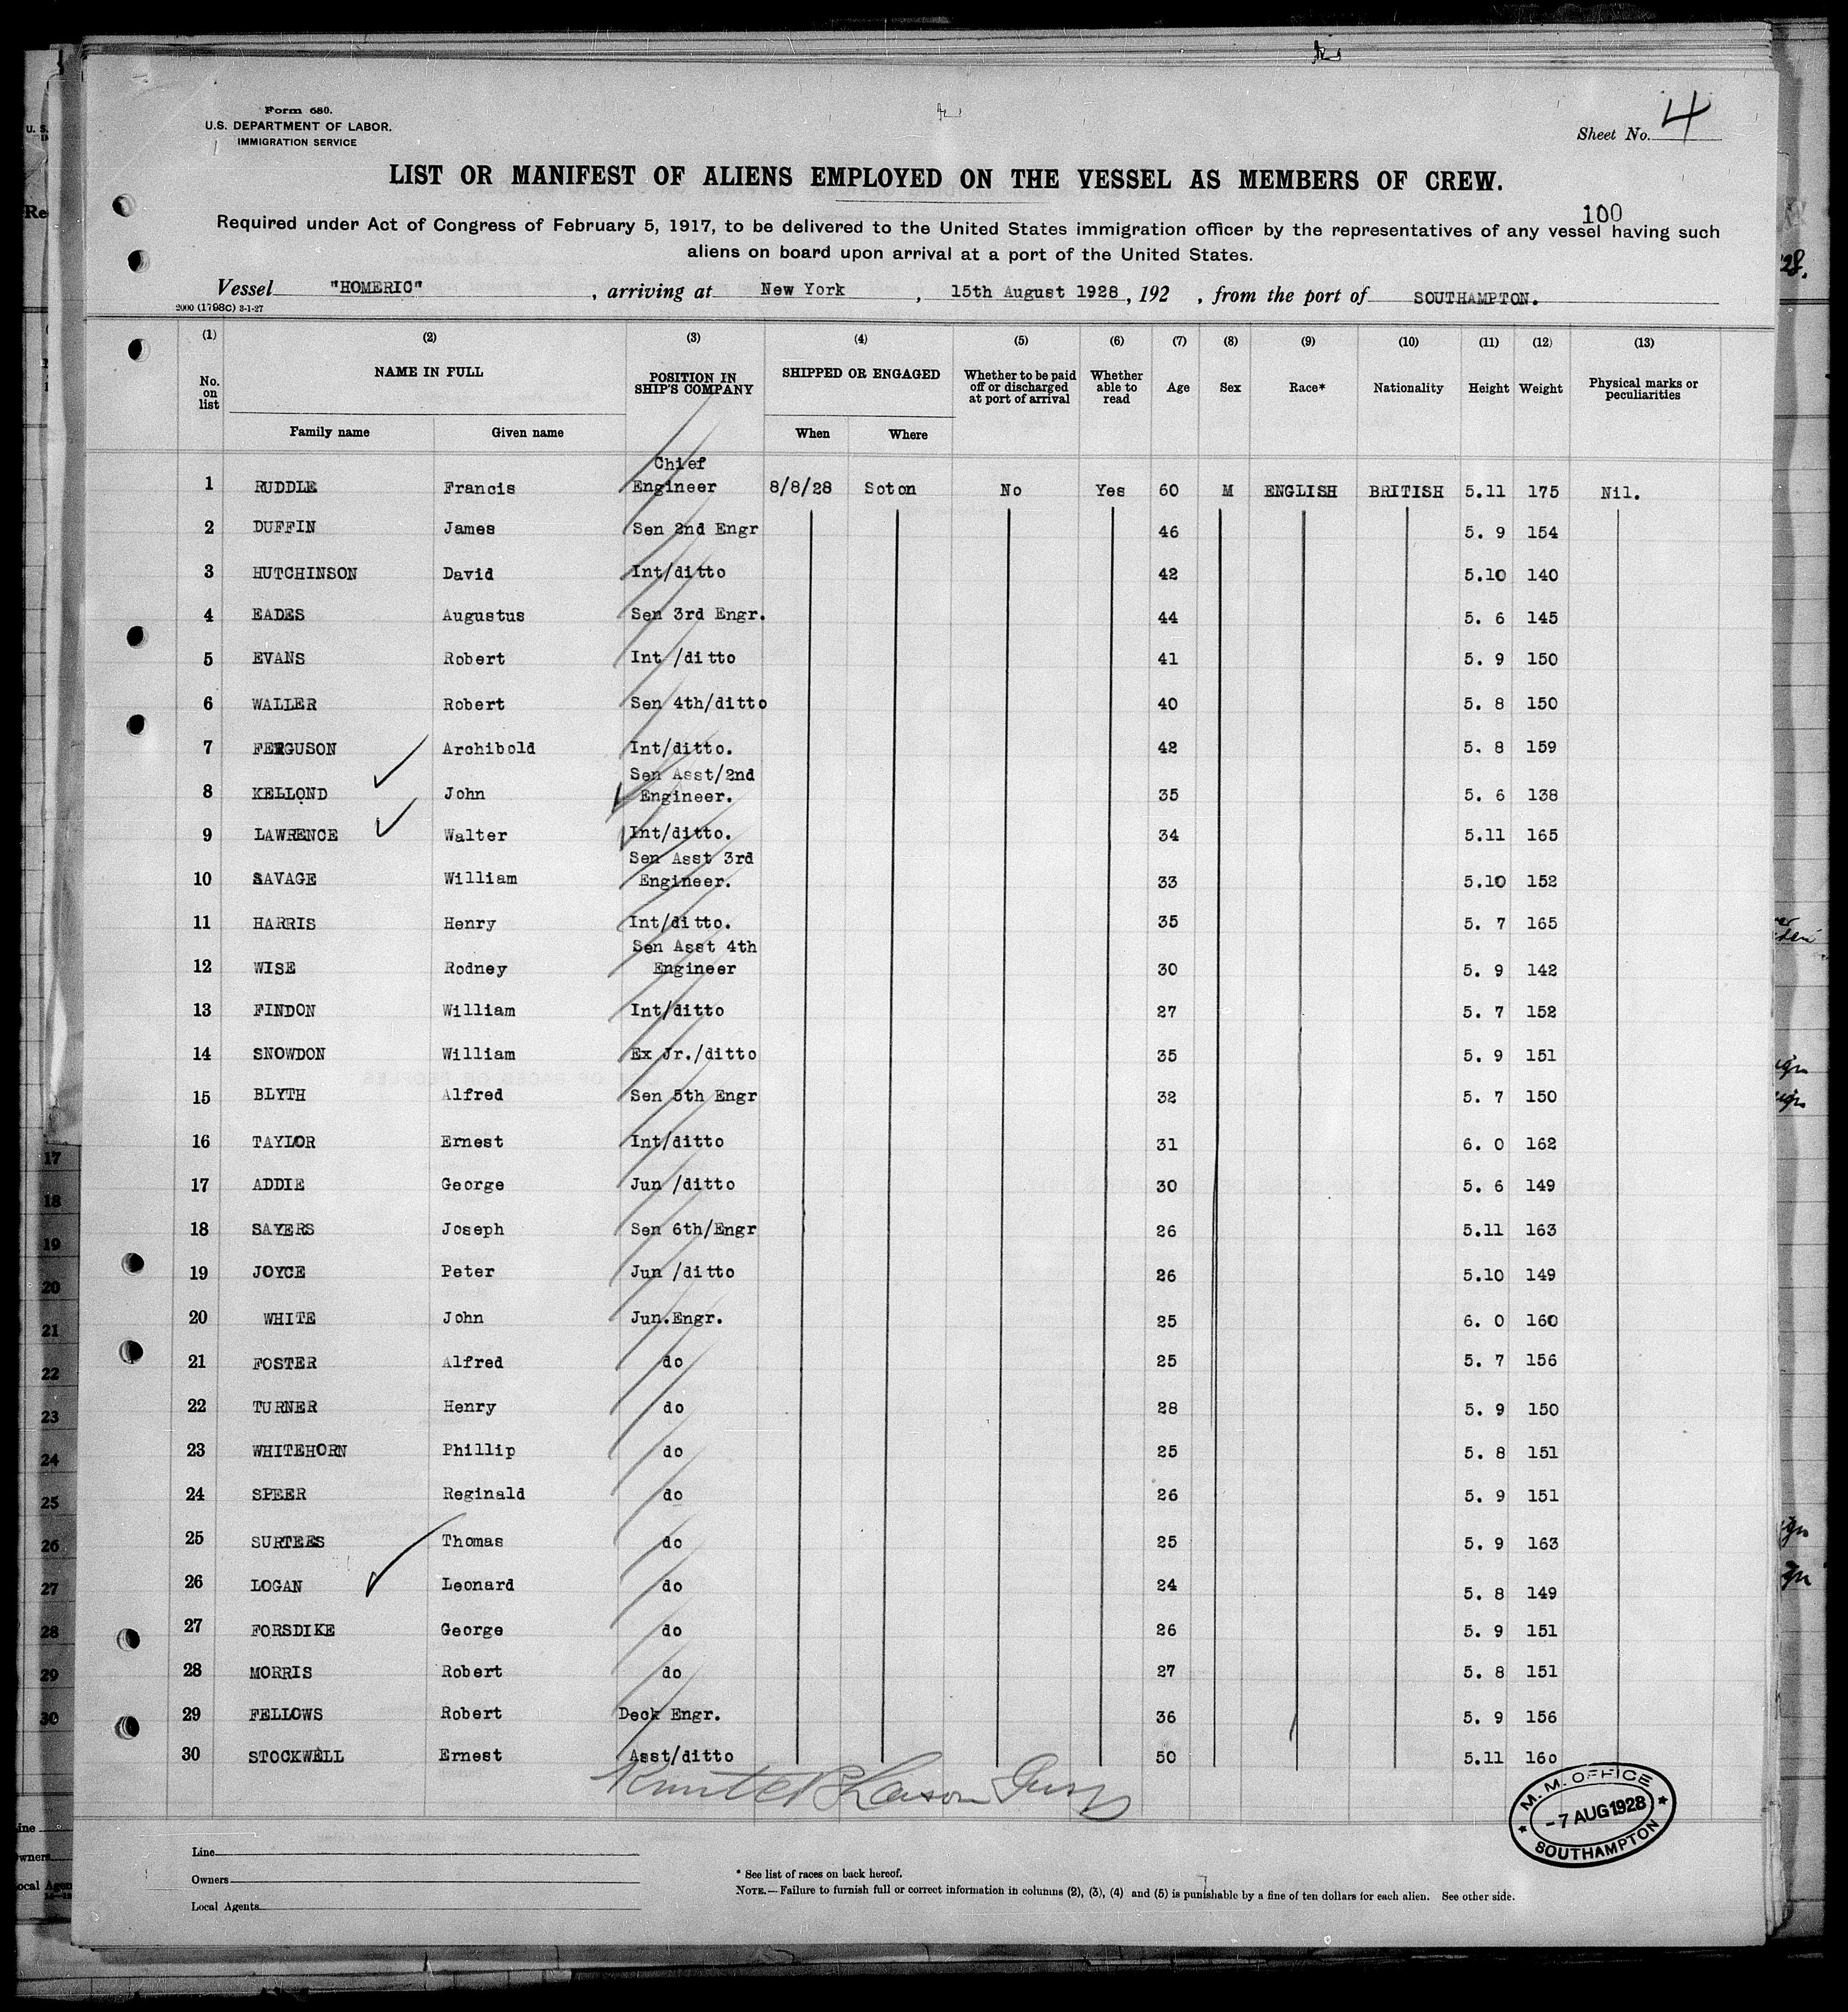 Form 680.
U.S. DEPARTMENT OF LABOR.
IMMIGRATION SERVICE
Sheet No. 4
LIST OR MANIFEST OF ALIENS EMPLOYED ON THE VESSEL AS MEMBERS OF CREW.
100
Required under Act of Congress of February 5, 1917, to be delivered to the United States immigration officer by the representatives of any vessel having such
aliens on board upon arrival at a port of the United States.
Vessel "HOMERIC", arriving at New York, 15th August 1928, 192 , from the port of SOUTHAMPTON.
2000 (1798C) 3-1-27
(1) (2) (3) (4) (5) (6) (7) (8) (9) (10) (11) (12) (13)
No. on list NAME IN FULL POSITION IN SHIP'S COMPANY SHIPPED OR ENGAGED Whether to be paid off or discharged at port of arrival Whether able to read Age Sex Race* Nationality Height Weight Physical marks or peculiarities
Family name Given name When Where
Chief
1 RUDDLE Francis Engineer 8/8/28 Soton No Yes 60 M ENGLISH BRITISH 5.11 175 Nil.
2 DUFFIN James Sen 2nd Engr 46 5. 9 154
3 HUTCHINSON David Int/ditto 42 5.10 140
4 EADES Augustus Sen 3rd Engr. 44 5. 6 145
5 EVANS Robert Int /ditto 41 5. 9 150
6 WALLER Robert Sen 4th/ditto 40 5. 8 150
7 FERGUSON Archibold Int/ditto. 42 5. 8 159
Sen Asst/2nd
8 KELLOND John Engineer. 35 5. 6 138
9 LAWRENCE Walter Int/ditto. 34 5.11 165
Sen Asst 3rd
10 SAVAGE William Engineer. 33 5.10 152
11 HARRIS Henry Int/ditto. 35 5. 7 165
Sen Asst 4th
12 WISE Rodney Engineer 30 5. 9 142
13 FINDON William Int/ditto 27 5. 7 152
14 SNOWDON William Ex Jr./ditto 35 5. 9 151
15 BLYTH Alfred Sen 5th Engr 32 5. 7 150
16 TAYLOR Ernest Int/ditto 31 6. 0 162
17 ADDIE George Jun /ditto 30 5. 6 149
18 SAYERS Joseph Sen 6th/Engr 26 5.11 163
19 JOYCE Peter Jun /ditto 26 5.10 149
20 WHITE John Jun.Engr. 25 6. 0 160
21 FOSTER Alfred do 25 5. 7 156
22 TURNER Henry do 28 5. 9 150
23 WHITEHORN Phillip do 25 5. 8 151
24 SPEER Reginald do 26 5. 9 151
25 SURTEES Thomas do 25 5. 9 163
26 LOGAN Leonard do 24 5. 8 149
27 FORSDIKE George do 26 5. 9 151
28 MORRIS Robert do 27 5. 8 151
29 FELLOWS Robert Deck Engr. 36 5. 9 156
30 STOCKWELL Ernest Asst/ditto 50 5.11 160
M. M. OFFICE
-7 AUG 1928
SOUTHAMPTON
Line
Owners
Local Agents
* See list of races on back hereof.
NOTE.—Failure to furnish full or correct information in columns (2), (3), (4) and (5) is punishable by a fine of ten dollars for each alien. See other side.